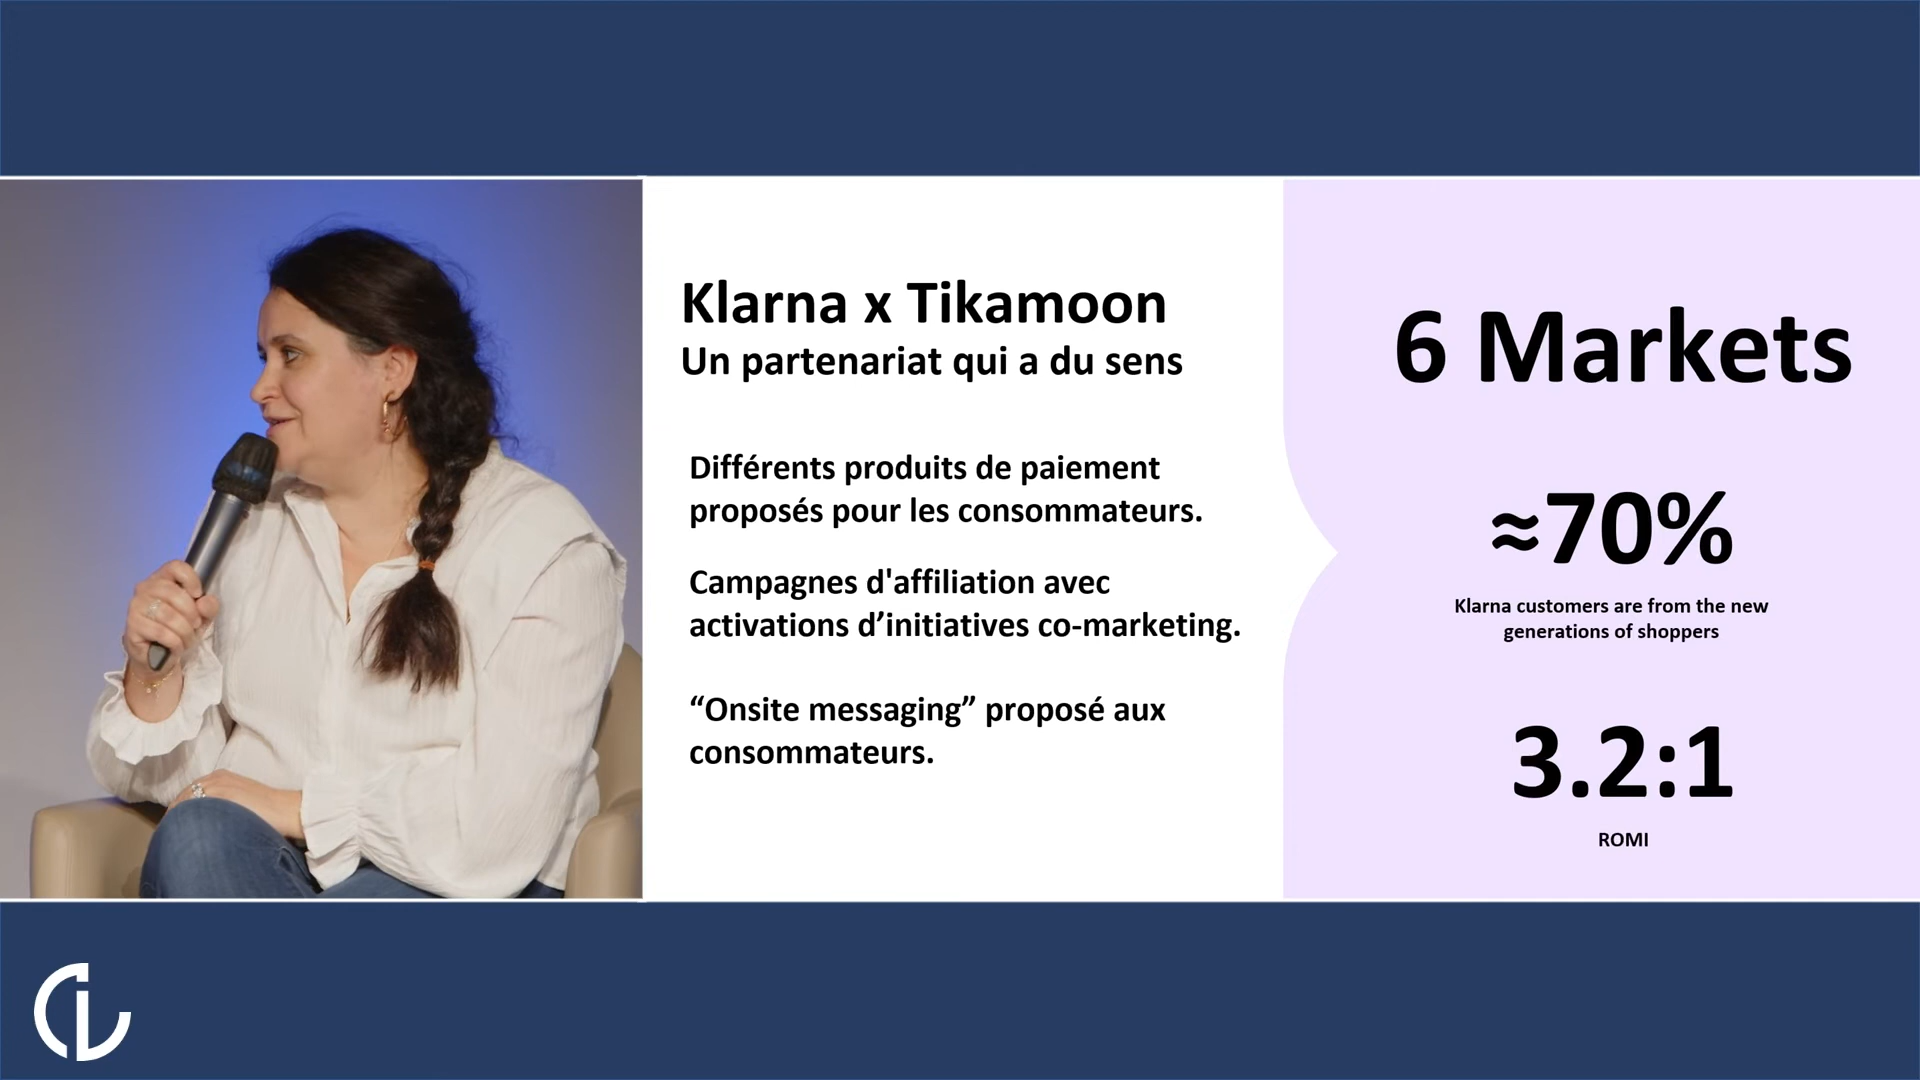 Klarna x Tikamoon
Un partenariat qui a du sens
Différents produits de paiement
proposés pour les consommateurs.
Campagnes d'affiliation avec
activations d’initiatives co-marketing.
“Onsite messaging” proposé aux
consommateurs.
6 Markets
≈70%
Klarna customers are from the new
generations of shoppers
3.2:1
ROMI